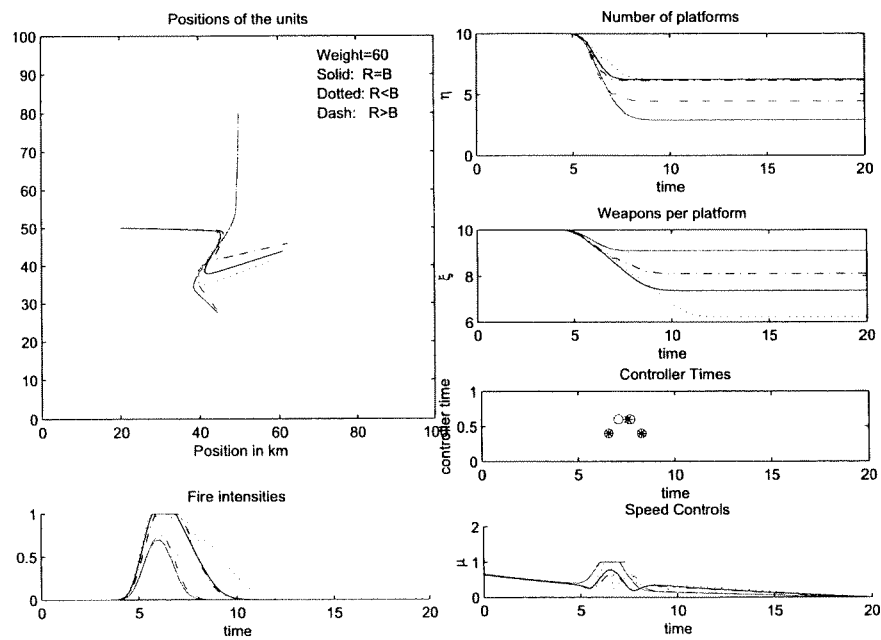 Positions of the units
100
90
80
70
60
50
40
30
20
10
0
Weight=60
Solid: R=B
Dotted: R<B
Dash: R>B
0 20 40 60 80 100
Position in km
Number of platforms
10
5
0
η
0 5 10 15 20
time
Weapons per platform
10
8
6
ξ
0 5 10 15 20
time
Controller Times
1
0.5
0
controller time
0 5 10 15 20
time
Fire intensities
1
0.5
0
0 5 10 15 20
time
Speed Controls
2
1
0
μ
0 5 10 15 20
time